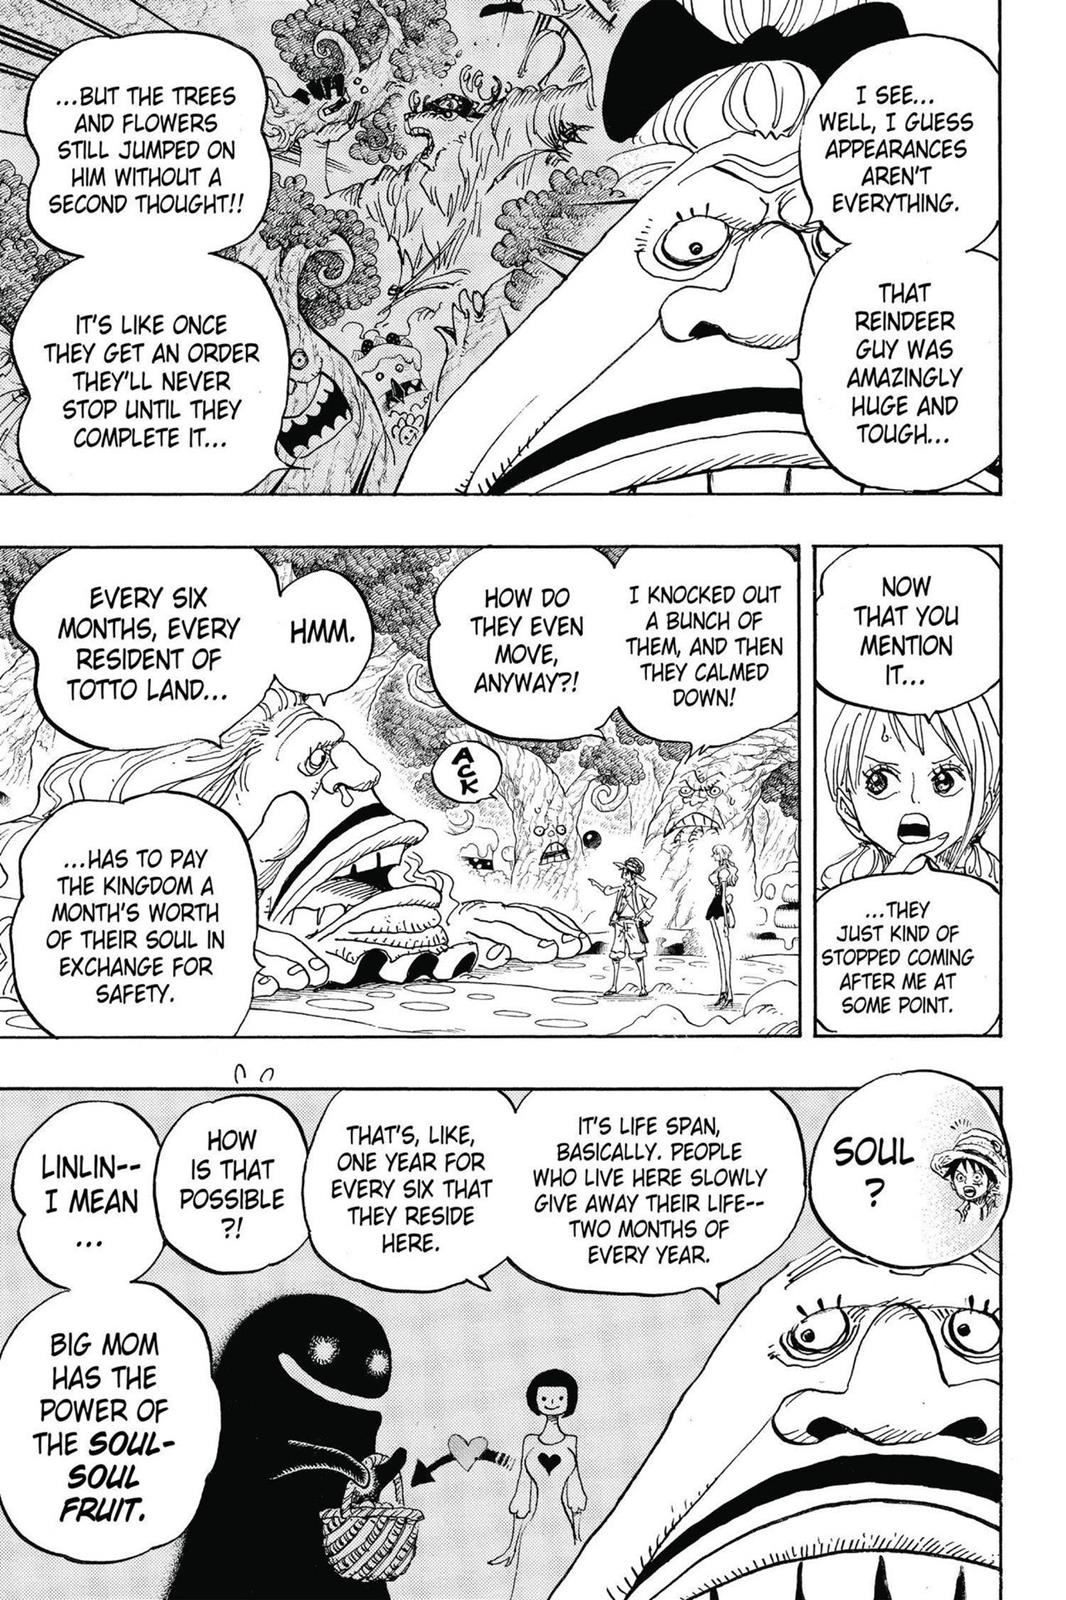 I SEE...
WELL, I GUESS
APPEARANCES
AREN'T
EVERYTHING.
THAT
REINDEER
GUY WAS
AMAZINGLY
HUGE AND
TOUGH...
...BUT THE TREES
AND FLOWERS
STILL JUMPED ON
HIM WITHOUT A
SECOND THOUGHT!!
IT'S LIKE ONCE
THEY GET AN ORDER
THEY'LL NEVER
STOP UNTIL THEY
COMPLETE IT...
NOW
THAT YOU
MENTION
IT...
...THEY
JUST KIND OF
STOPPED COMING
AFTER ME AT
SOME POINT.
I KNOCKED OUT
A BUNCH OF
THEM, AND THEN
THEY CALMED
DOWN!
HOW DO
THEY EVEN
MOVE,
ANYWAY?!
ACK
HMM.
EVERY SIX
MONTHS, EVERY
RESIDENT OF
TOTTO LAND...
...HAS TO PAY
THE KINGDOM A
MONTH'S WORTH
OF THEIR SOUL IN
EXCHANGE FOR
SAFETY.
SOUL
?
IT'S LIFE SPAN,
BASICALLY. PEOPLE
WHO LIVE HERE SLOWLY
GIVE AWAY THEIR LIFE--
TWO MONTHS OF
EVERY YEAR.
THAT'S, LIKE,
ONE YEAR FOR
EVERY SIX THAT
THEY RESIDE
HERE.
HOW
IS THAT
POSSIBLE
?!
LINLIN--
I MEAN
...
BIG MOM
HAS THE
POWER OF
THE SOUL-
SOUL
FRUIT.